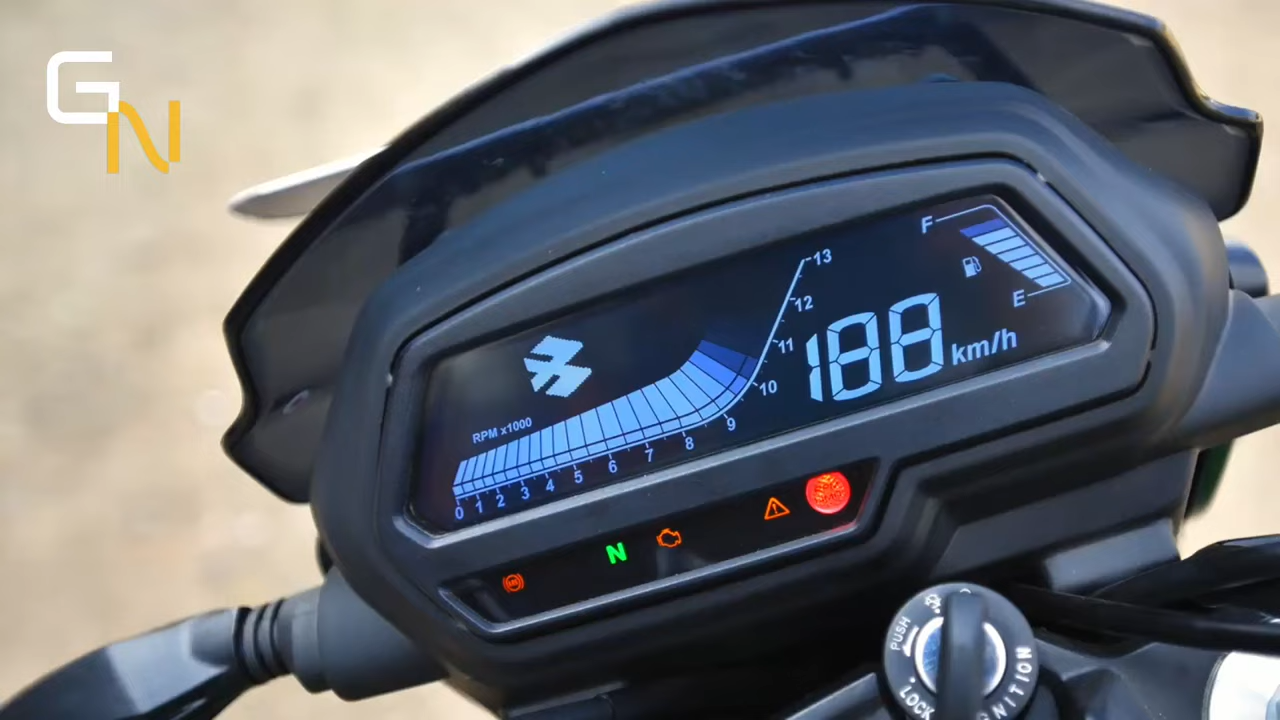 GN
F
E
13
12
11
10
188 km/h
RPM x1000
0 1 2 3 4 5 6 7 8 9
N
ABS
PUSH
LOCK
IGNITION